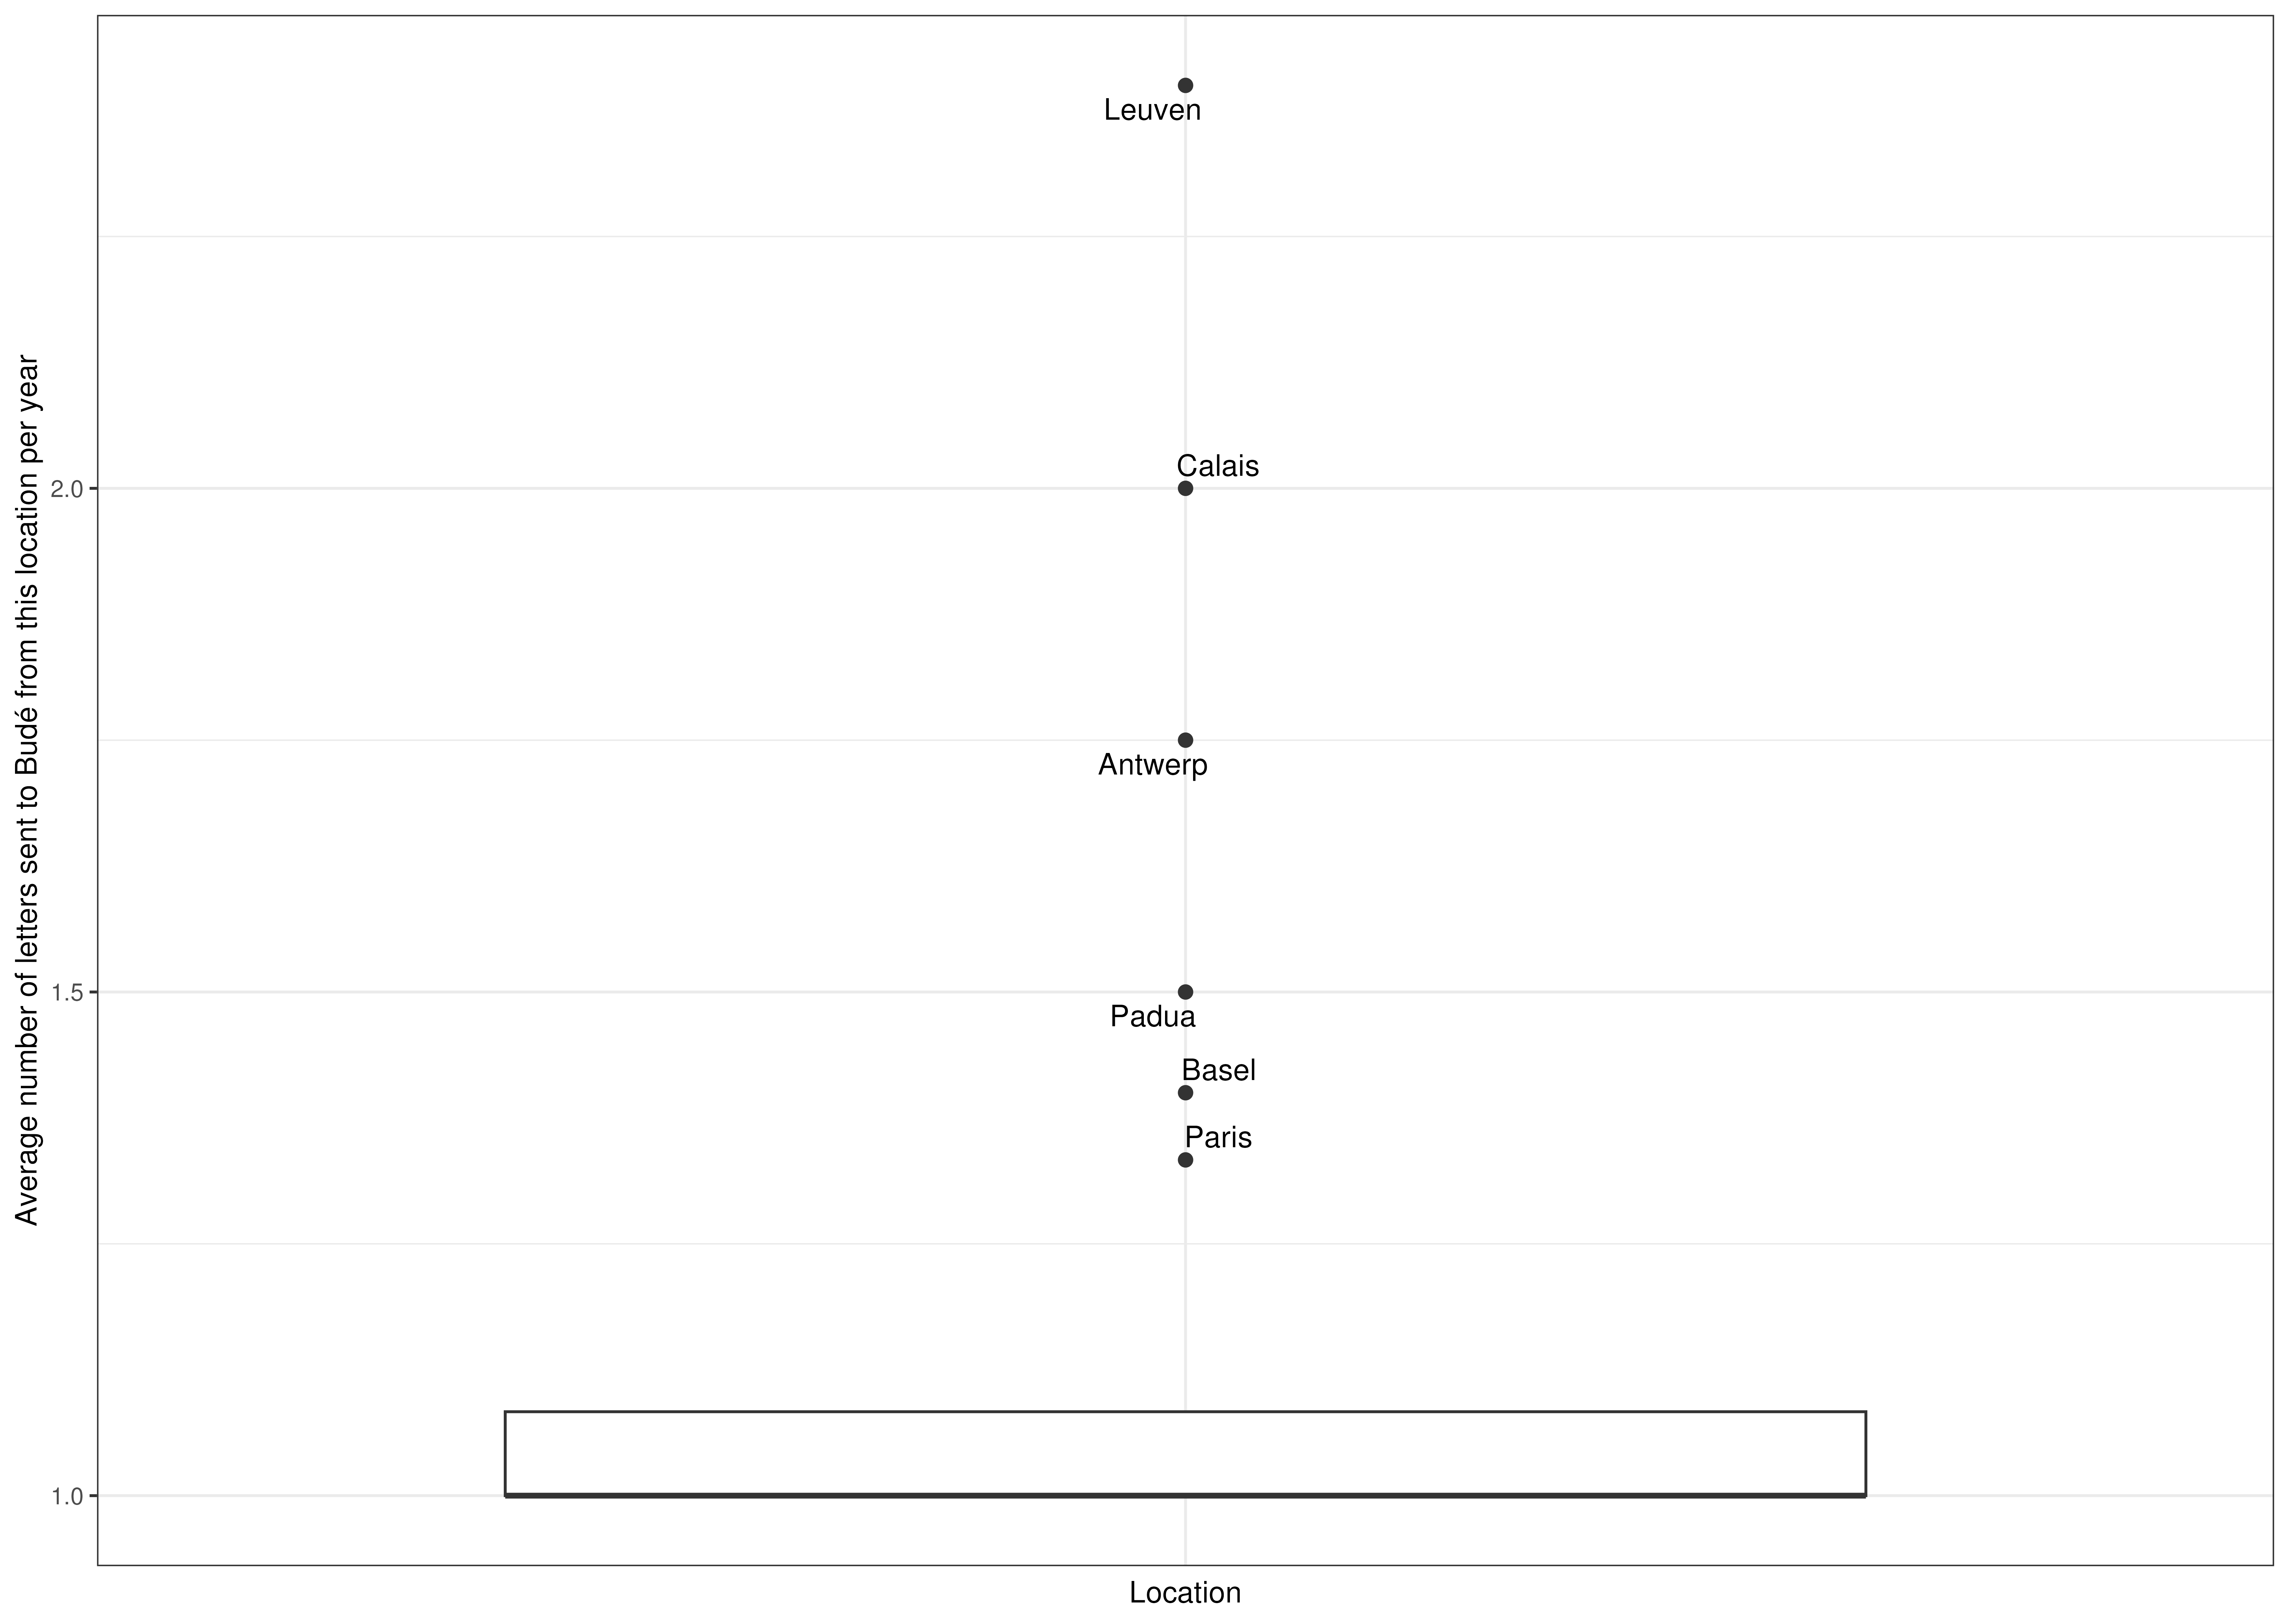 Average number of letters sent to Budé from this location per year
Leuven
Calais
2.0
Antwerp
1.5
Padua
Basel
Paris
1.0
Location